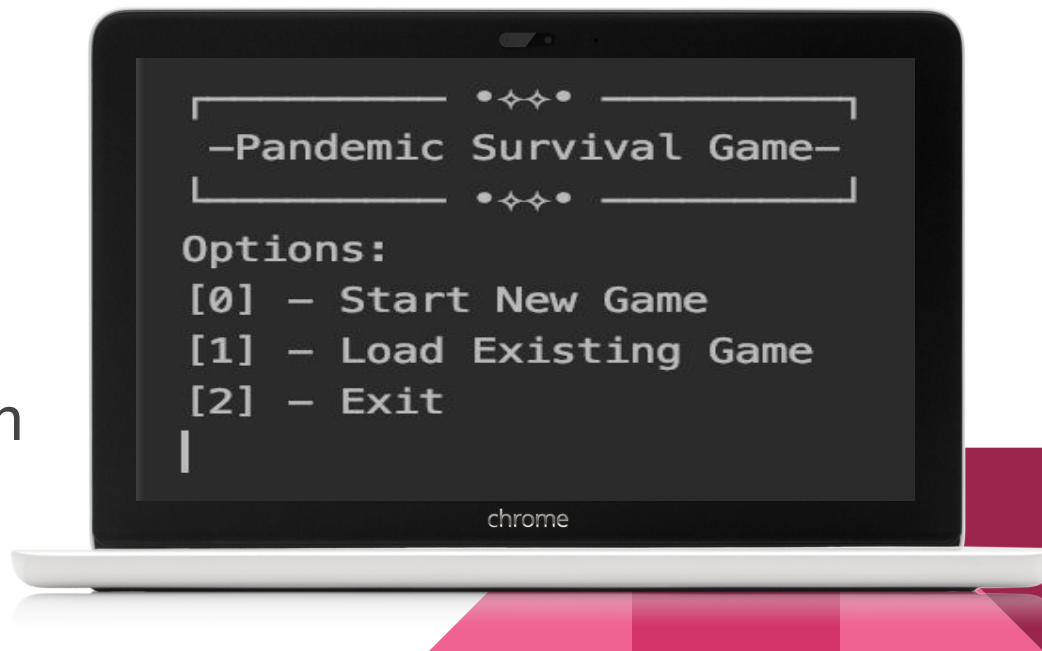 •✧✧•
—Pandemic Survival Game—
•✧✧•
Options:
[0] — Start New Game
[1] — Load Existing Game
[2] — Exit
n
chrome